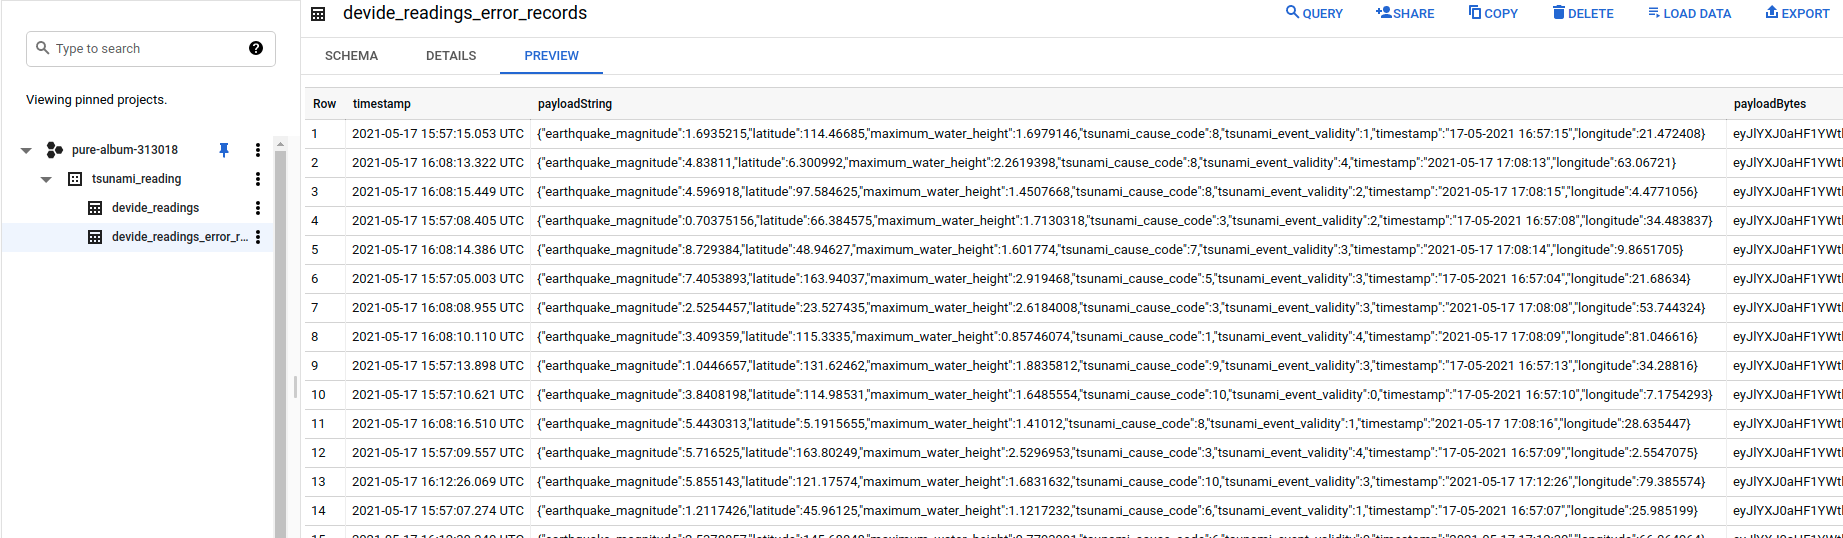 devide_readings_error_records
QUERY SHARE COPY DELETE LOAD DATA EXPORT
Type to search
SCHEMA DETAILS PREVIEW
Viewing pinned projects.
pure-album-313018
tsunami_reading
devide_readings
devide_readings_error_r...
Row timestamp payloadString payloadBytes
1 2021-05-17 15:57:15.053 UTC {"earthquake_magnitude":1.6935215,"latitude":114.46685,"maximum_water_height":1.6979146,"tsunami_cause_code":8,"tsunami_event_validity":1,"timestamp":"17-05-2021 16:57:15","longitude":21.472408} eyJlYXJ0aHF1YWt
2 2021-05-17 16:08:13.322 UTC {"earthquake_magnitude":4.83811,"latitude":6.300992,"maximum_water_height":2.2619398,"tsunami_cause_code":8,"tsunami_event_validity":4,"timestamp":"2021-05-17 17:08:13","longitude":63.06721} eyJlYXJ0aHF1YWt
3 2021-05-17 16:08:15.449 UTC {"earthquake_magnitude":4.596918,"latitude":97.584625,"maximum_water_height":1.4507668,"tsunami_cause_code":8,"tsunami_event_validity":2,"timestamp":"2021-05-17 17:08:15","longitude":4.4771056} eyJlYXJ0aHF1YWt
4 2021-05-17 15:57:08.405 UTC {"earthquake_magnitude":0.70375156,"latitude":66.384575,"maximum_water_height":1.7130318,"tsunami_cause_code":3,"tsunami_event_validity":2,"timestamp":"17-05-2021 16:57:08","longitude":34.483837} eyJlYXJ0aHF1YWt
5 2021-05-17 16:08:14.386 UTC {"earthquake_magnitude":8.729384,"latitude":48.94627,"maximum_water_height":1.601774,"tsunami_cause_code":7,"tsunami_event_validity":3,"timestamp":"2021-05-17 17:08:14","longitude":9.8651705} eyJlYXJ0aHF1YWt
6 2021-05-17 15:57:05.003 UTC {"earthquake_magnitude":7.4053893,"latitude":163.94037,"maximum_water_height":2.919468,"tsunami_cause_code":5,"tsunami_event_validity":3,"timestamp":"17-05-2021 16:57:04","longitude":21.68634} eyJlYXJ0aHF1YWt
7 2021-05-17 16:08:08.955 UTC {"earthquake_magnitude":2.5254457,"latitude":23.527435,"maximum_water_height":2.6184008,"tsunami_cause_code":3,"tsunami_event_validity":3,"timestamp":"2021-05-17 17:08:08","longitude":53.744324} eyJlYXJ0aHF1YWt
8 2021-05-17 16:08:10.110 UTC {"earthquake_magnitude":3.409359,"latitude":115.3335,"maximum_water_height":0.85746074,"tsunami_cause_code":1,"tsunami_event_validity":4,"timestamp":"2021-05-17 17:08:09","longitude":81.046616} eyJlYXJ0aHF1YWt
9 2021-05-17 15:57:13.898 UTC {"earthquake_magnitude":1.0446657,"latitude":131.62462,"maximum_water_height":1.8835812,"tsunami_cause_code":9,"tsunami_event_validity":3,"timestamp":"17-05-2021 16:57:13","longitude":34.28816} eyJlYXJ0aHF1YWt
10 2021-05-17 15:57:10.621 UTC {"earthquake_magnitude":3.8408198,"latitude":114.98531,"maximum_water_height":1.6485554,"tsunami_cause_code":10,"tsunami_event_validity":0,"timestamp":"17-05-2021 16:57:10","longitude":7.1754293} eyJlYXJ0aHF1YWt
11 2021-05-17 16:08:16.510 UTC {"earthquake_magnitude":5.4430313,"latitude":5.1915655,"maximum_water_height":1.41012,"tsunami_cause_code":8,"tsunami_event_validity":1,"timestamp":"2021-05-17 17:08:16","longitude":28.635447} eyJlYXJ0aHF1YWt
12 2021-05-17 15:57:09.557 UTC {"earthquake_magnitude":5.716525,"latitude":163.80249,"maximum_water_height":2.5296953,"tsunami_cause_code":3,"tsunami_event_validity":4,"timestamp":"17-05-2021 16:57:09","longitude":2.5547075} eyJlYXJ0aHF1YWt
13 2021-05-17 16:12:26.069 UTC {"earthquake_magnitude":5.855143,"latitude":121.17574,"maximum_water_height":1.6831632,"tsunami_cause_code":10,"tsunami_event_validity":3,"timestamp":"2021-05-17 17:12:26","longitude":79.385574} eyJlYXJ0aHF1YWt
14 2021-05-17 15:57:07.274 UTC {"earthquake_magnitude":1.2117426,"latitude":45.96125,"maximum_water_height":1.1217232,"tsunami_cause_code":6,"tsunami_event_validity":1,"timestamp":"17-05-2021 16:57:07","longitude":25.985199} eyJlYXJ0aHF1YWt